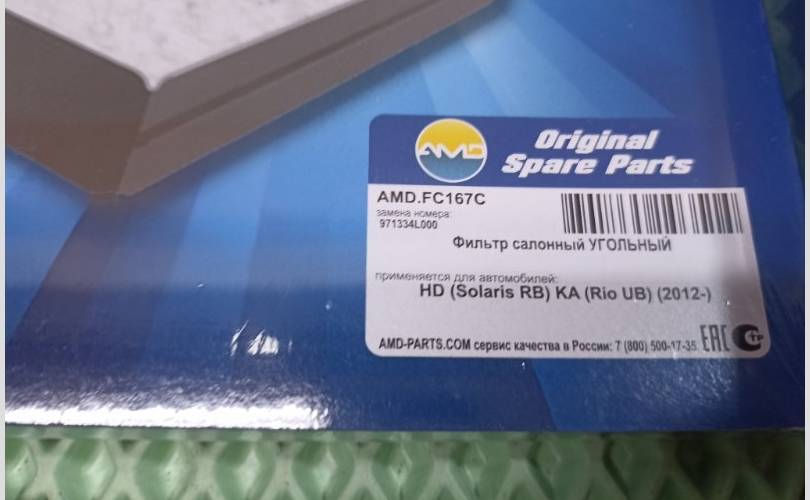 AMD
Original
Spare Parts
AMD.FC167C
замена номера:
971334L000
Фильтр салонный УГОЛЬНЫЙ
применяется для автомобилей:
HD (Solaris RB) KA (Rio UB) (2012-)
AMD-PARTS.COM сервис качества в России: 7 (800) 500-17-35 EAC СТР